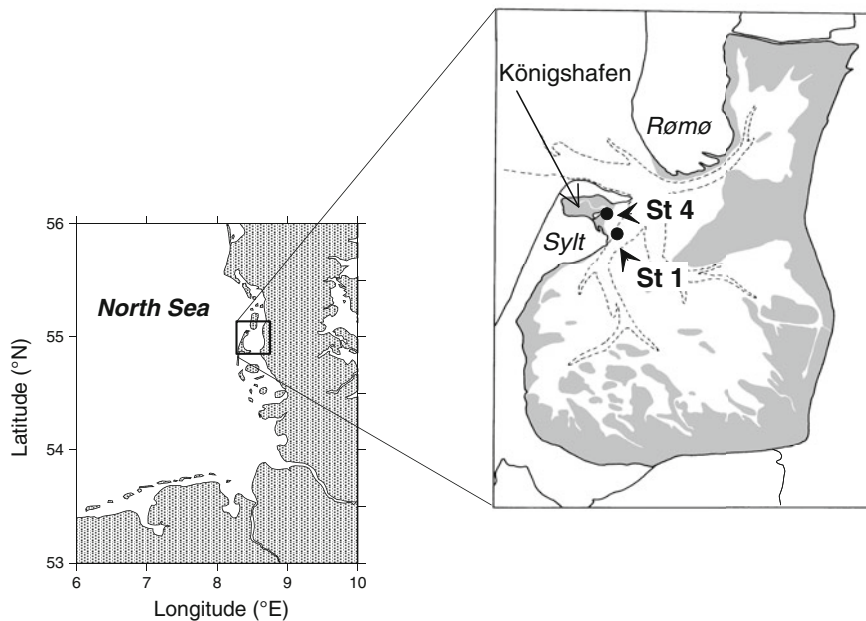 Königshafen
Rømø
St 4
Sylt
St 1
56
North Sea
55
54
53
Latitude (°N)
6 7 8 9 10
Longitude (°E)